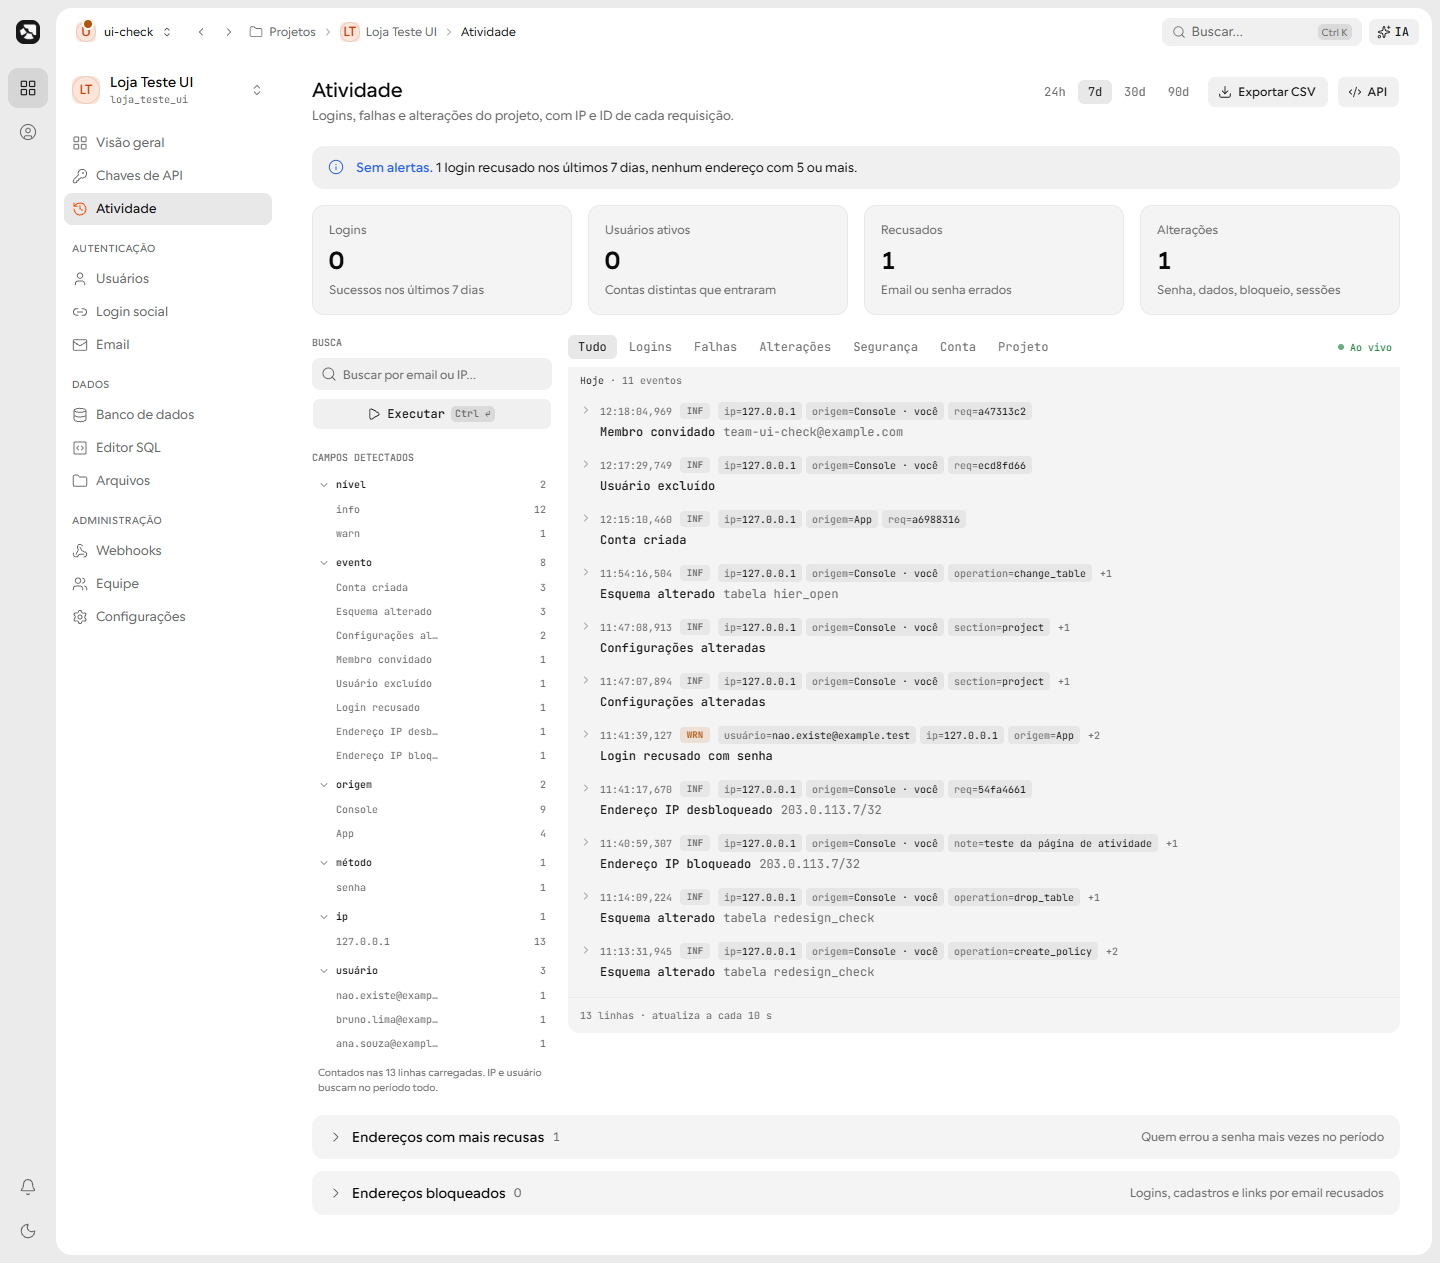 U ui-check
Projetos
LT Loja Teste UI
Atividade
Buscar...
Ctrl K
IA
LT
Loja Teste UI
loja_teste_ui
Visão geral
Chaves de API
Atividade
AUTENTICAÇÃO
Usuários
Login social
Email
DADOS
Banco de dados
Editor SQL
Arquivos
ADMINISTRAÇÃO
Webhooks
Equipe
Configurações
Atividade
Logins, falhas e alterações do projeto, com IP e ID de cada requisição.
24h 7d 30d 90d
Exportar CSV
API
Sem alertas. 1 login recusado nos últimos 7 dias, nenhum endereço com 5 ou mais.
Logins
0
Sucessos nos últimos 7 dias
Usuários ativos
0
Contas distintas que entraram
Recusados
1
Email ou senha errados
Alterações
1
Senha, dados, bloqueio, sessões
BUSCA
Buscar por email ou IP...
Executar Ctrl ⏎
CAMPOS DETECTADOS
nível 2
info 12
warn 1
evento 8
Conta criada 3
Esquema alterado 3
Configurações al… 2
Membro convidado 1
Usuário excluído 1
Login recusado 1
Endereço IP desb… 1
Endereço IP bloq… 1
origem 2
Console 9
App 4
método 1
senha 1
ip 1
127.0.0.1 13
usuário 3
nao.existe@examp… 1
bruno.lima@examp… 1
ana.souza@exampl… 1
Contados nas 13 linhas carregadas. IP e usuário
buscam no período todo.
Tudo Logins Falhas Alterações Segurança Conta Projeto
Ao vivo
Hoje · 11 eventos
12:18:04,969 INF ip=127.0.0.1 origem=Console · você req=a47313c2
Membro convidado team-ui-check@example.com
12:17:29,749 INF ip=127.0.0.1 origem=Console · você req=ecd8fd66
Usuário excluído
12:15:10,460 INF ip=127.0.0.1 origem=App req=a6988316
Conta criada
11:54:16,504 INF ip=127.0.0.1 origem=Console · você operation=change_table +1
Esquema alterado tabela hier_open
11:47:08,913 INF ip=127.0.0.1 origem=Console · você section=project +1
Configurações alteradas
11:47:07,894 INF ip=127.0.0.1 origem=Console · você section=project +1
Configurações alteradas
11:41:39,127 WRN usuário=nao.existe@example.test ip=127.0.0.1 origem=App +2
Login recusado com senha
11:41:17,670 INF ip=127.0.0.1 origem=Console · você req=54fa4661
Endereço IP desbloqueado 203.0.113.7/32
11:40:59,307 INF ip=127.0.0.1 origem=Console · você note=teste da página de atividade +1
Endereço IP bloqueado 203.0.113.7/32
11:14:09,224 INF ip=127.0.0.1 origem=Console · você operation=drop_table +1
Esquema alterado tabela redesign_check
11:13:31,945 INF ip=127.0.0.1 origem=Console · você operation=create_policy +2
Esquema alterado tabela redesign_check
13 linhas · atualiza a cada 10 s
Endereços com mais recusas 1
Quem errou a senha mais vezes no período
Endereços bloqueados 0
Logins, cadastros e links por email recusados